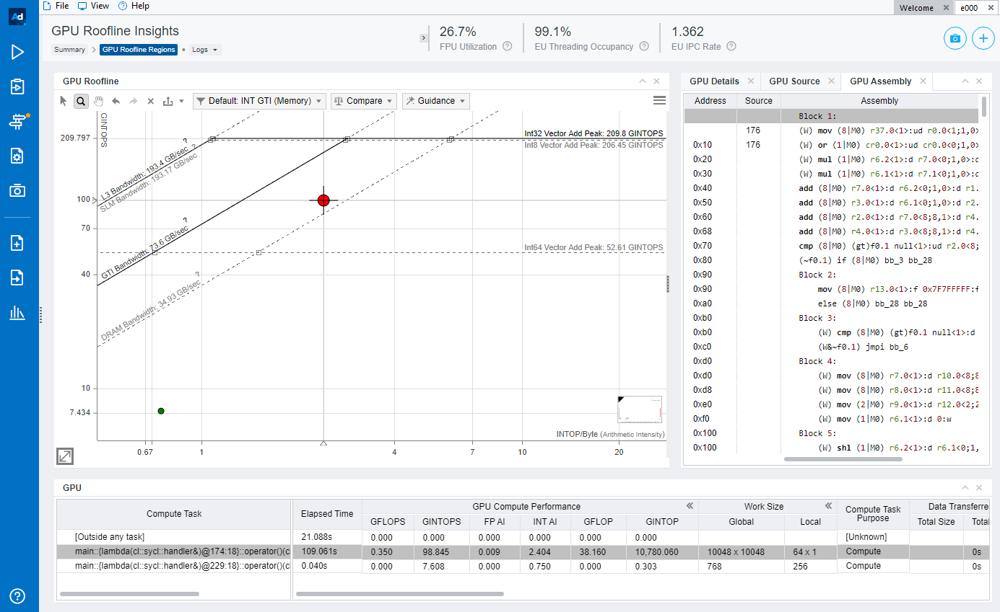 File View Help
Welcome e000
Ad
GPU Roofline Insights
Summary GPU Roofline Regions Logs
26.7%
FPU Utilization
99.1%
EU Threading Occupancy
1.362
EU IPC Rate
GPU Roofline
Default: INT GTI (Memory) Compare Guidance
GINTOPS
209.797
100
70
40
10
7.434
Int32 Vector Add Peak: 209.8 GINTOPS
Int8 Vector Add Peak: 206.45 GINTOPS
L3 Bandwidth: 193.4 GB/sec ?
SLM Bandwidth: 193.17 GB/sec ?
GTI Bandwidth: 73.6 GB/sec ?
Int64 Vector Add Peak: 52.61 GINTOPS
DRAM Bandwidth: 34.93 GB/sec ?
INTOP/Byte (Arithmetic Intensity)
0.67 1 4 7 10 20
GPU Details GPU Source GPU Assembly
Address Source Assembly
Block 1:
176 (W) mov (8|M0) r37.0<1>:ud r0.0<1;1,0>
0x10 176 (W) or (1|M0) cr0.0<1>:ud cr0.0<0;1,0>
0x20 (W) mul (1|M0) r6.2<1>:d r7.0<0;1,0>:d
0x30 (W) mul (1|M0) r6.1<1>:d r7.1<0;1,0>:d
0x40 add (8|M0) r7.0<1>:d r6.2<0;1,0>:d r1.
0x50 add (8|M0) r3.0<1>:d r6.1<0;1,0>:d r2.
0x60 add (8|M0) r2.0<1>:d r7.0<8;8,1>:d r4.
0x68 add (8|M0) r4.0<1>:d r3.0<8;8,1>:d r4.
0x70 cmp (8|M0) (gt)f0.1 null<1>:ud r2.0<8;
0x80 (~f0.1) if (8|M0) bb_3 bb_28
0x90 Block 2:
0x90 mov (8|M0) r13.0<1>:f 0x7F7FFFFF:f
0xa0 else (8|M0) bb_28 bb_28
0xb0 Block 3:
0xb0 (W) cmp (8|M0) (gt)f0.1 null<1>:d
0xc0 (W&~f0.1) jmpi bb_6
0xd0 Block 4:
0xd0 (W) mov (8|M0) r7.0<1>:d r10.0<8;8
0xd8 (W) mov (8|M0) r8.0<1>:d r11.0<8;8
0xe0 (W) mov (2|M0) r9.0<1>:d r12.0<2;2
0xf0 (W) mov (1|M0) r6.1<1>:d 0:w
0x100 Block 5:
0x100 (W) shl (1|M0) r6.2<1>:d r6.1<0;1,
GPU
Compute Task Elapsed Time GPU Compute Performance Work Size Compute Task Purpose Data Transferre
GFLOPS GINTOPS FP AI INT AI GFLOP GINTOP Global Local Total Size Total
[Outside any task] 21.088s 0.000 0.000 0.000 0.000 0.000 0.000 [Unknown]
main::{lambda(cl::sycl::handler&)@174:18}::operator()(c 109.061s 0.350 98.845 0.009 2.404 38.160 10,780.060 10048 x 10048 64 x 1 Compute 0s
main::{lambda(cl::sycl::handler&)@229:18}::operator()(c 0.040s 0.000 7.608 0.000 0.750 0.000 0.303 768 256 Compute 0s